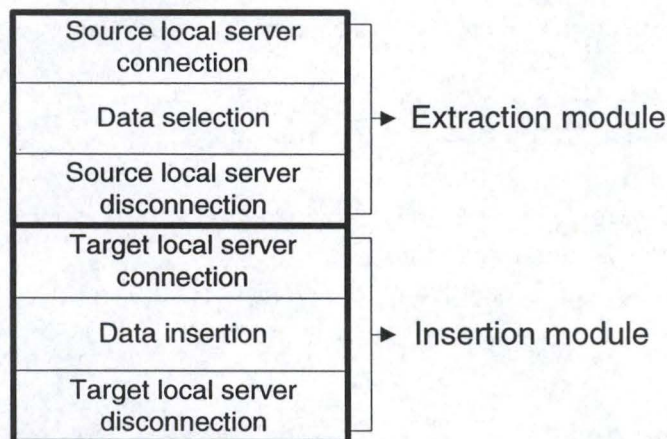 Source local server
connection
Data selection
Source local server
disconnection
Extraction module
Target local server
connection
Data insertion
Target local server
disconnection
Insertion module